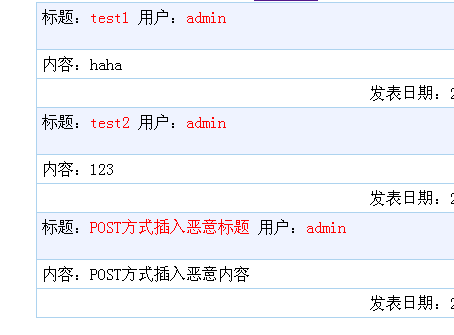 标题：test1 用户：admin
内容：haha
发表日期：2
标题：test2 用户：admin
内容：123
发表日期：2
标题：POST方式插入恶意标题 用户：admin
内容：POST方式插入恶意内容
发表日期：2